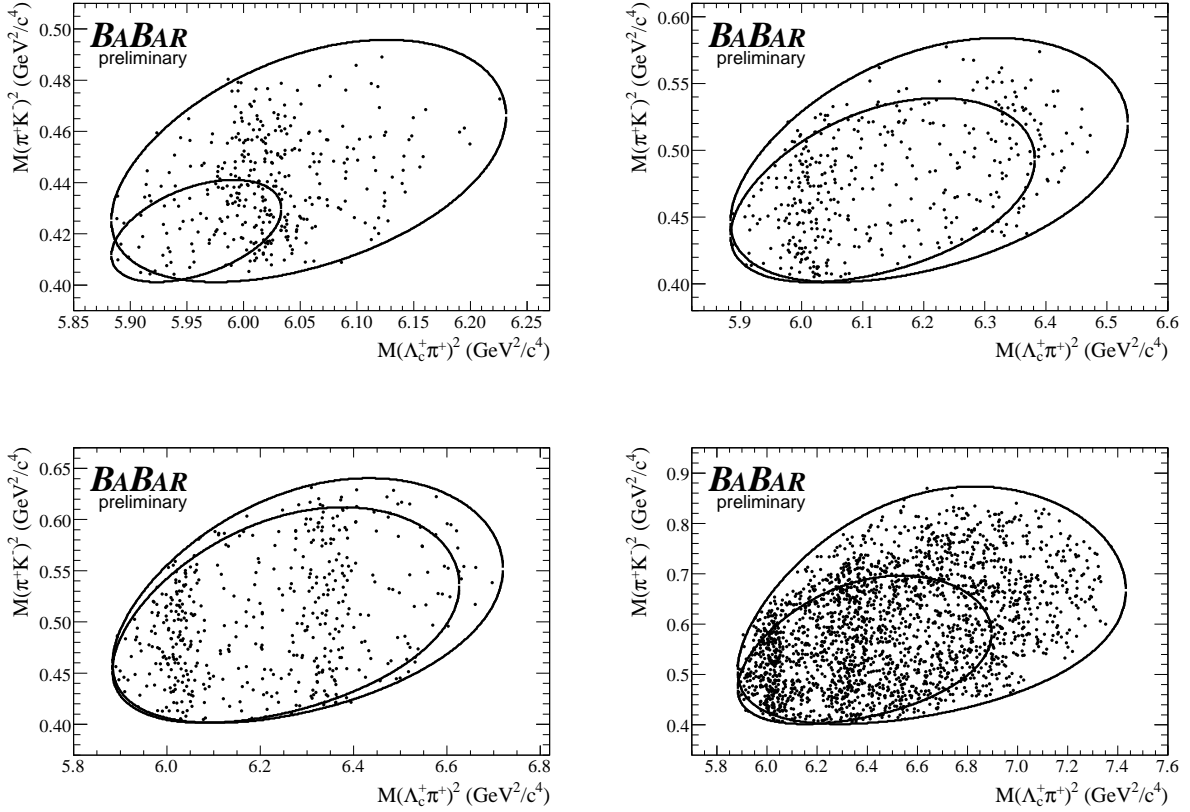 BABAR
preliminary
M(π⁺K⁻)² (GeV²/c⁴)
0.50
0.48
0.46
0.44
0.42
0.40
5.85 5.90 5.95 6.00 6.05 6.10 6.15 6.20 6.25
M(Λc⁺π⁺)² (GeV²/c⁴)
BABAR
preliminary
M(π⁺K⁻)² (GeV²/c⁴)
0.60
0.55
0.50
0.45
0.40
5.9 6.0 6.1 6.2 6.3 6.4 6.5 6.6
M(Λc⁺π⁺)² (GeV²/c⁴)
BABAR
preliminary
M(π⁺K⁻)² (GeV²/c⁴)
0.65
0.60
0.55
0.50
0.45
0.40
5.8 6.0 6.2 6.4 6.6 6.8
M(Λc⁺π⁺)² (GeV²/c⁴)
BABAR
preliminary
M(π⁺K⁻)² (GeV²/c⁴)
0.9
0.8
0.7
0.6
0.5
0.4
5.6 5.8 6.0 6.2 6.4 6.6 6.8 7.0 7.2 7.4 7.6
M(Λc⁺π⁺)² (GeV²/c⁴)